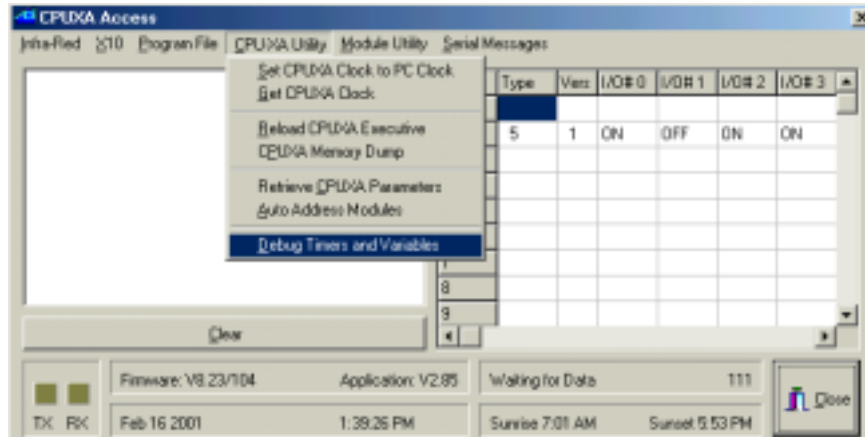 CPUXA Access
Infra-Red X10 Program File CPUXA Utility Module Utility Serial Messages
Set CPUXA Clock to PC Clock
Get CPUXA Clock
Reload CPUXA Executive
CPUXA Memory Dump
Retrieve CPUXA Parameters
Auto Address Modules
Debug Timers and Variables
Type Vers I/O# 0 I/O# 1 I/O# 2 I/O# 3
5 1 ON OFF ON ON
8
9
Clear
Firmware: V8.23/104 Application: V2.85 Waiting for Data 111
TX RX Feb 16 2001 1:39:26 PM Sunrise 7:01 AM Sunset 5:53 PM
Close